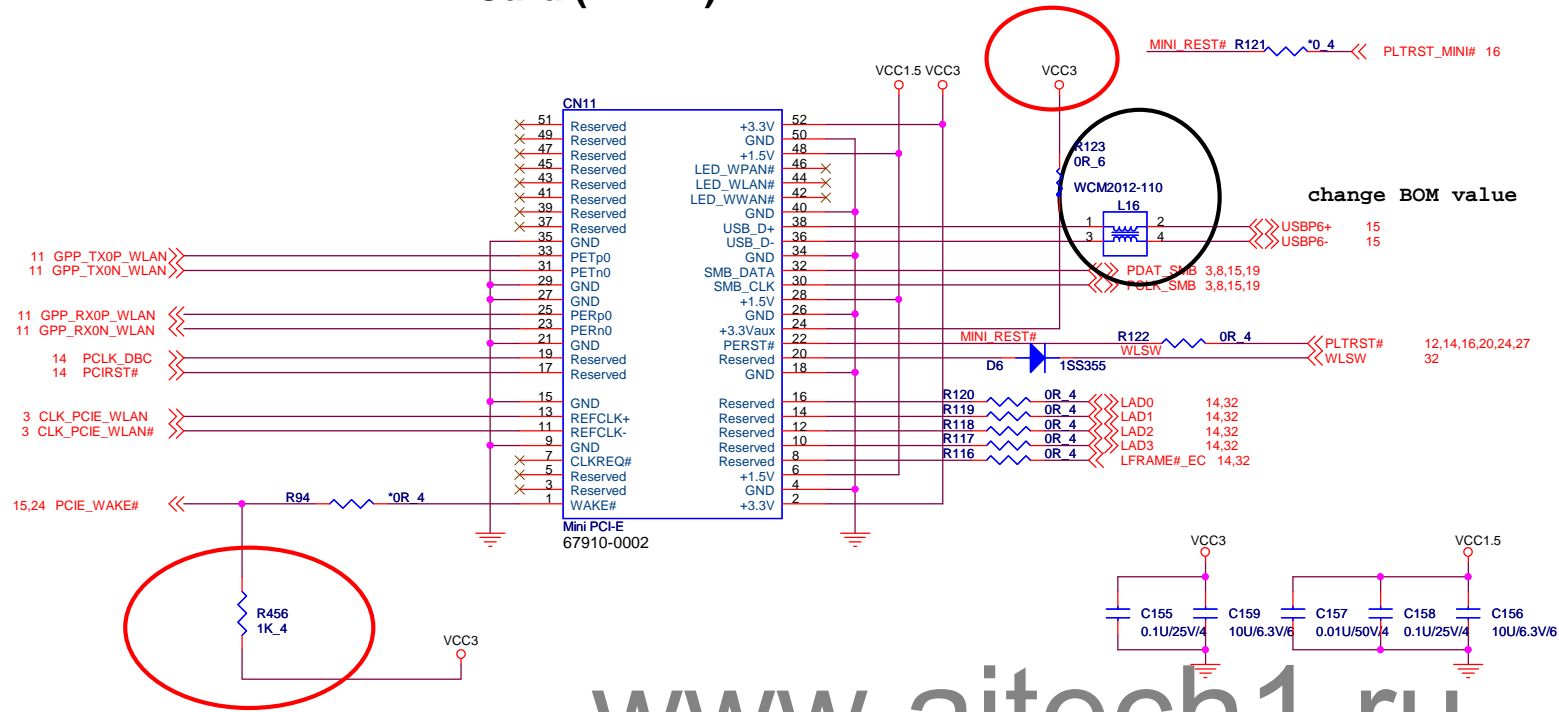 VCC1.5 VCC3
VCC3
MINI_REST# R121 *0_4 PLTRST_MINI# 16
CN11
51 Reserved +3.3V 52
49 Reserved GND 50
47 Reserved +1.5V 48
45 Reserved LED_WPAN# 46
43 Reserved LED_WLAN# 44
41 Reserved LED_WWAN# 42
39 Reserved GND 40
37 Reserved USB_D+ 38
35 GND USB_D- 36
33 PETp0 GND 34
31 PETn0 SMB_DATA 32
29 GND SMB_CLK 30
27 GND +1.5V 28
25 PERp0 GND 26
23 PERn0 +3.3Vaux 24
21 GND PERST# 22
19 Reserved Reserved 20
17 Reserved GND 18
15 GND Reserved 16
13 REFCLK+ Reserved 14
11 REFCLK- Reserved 12
9 GND Reserved 10
7 CLKREQ# Reserved 8
5 Reserved +1.5V 6
3 Reserved GND 4
1 WAKE# +3.3V 2
Mini PCI-E
67910-0002
R123
0R_6
WCM2012-110
L16
1 2
3 4
change BOM value
USBP6+ 15
USBP6- 15
PDAT_SMB 3,8,15,19
PCLK_SMB 3,8,15,19
11 GPP_TX0P_WLAN
11 GPP_TX0N_WLAN
11 GPP_RX0P_WLAN
11 GPP_RX0N_WLAN
14 PCLK_DBC
14 PCIRST#
3 CLK_PCIE_WLAN
3 CLK_PCIE_WLAN#
15,24 PCIE_WAKE#
R94 *0R_4
MINI_REST# R122 0R_4 PLTRST# 12,14,16,20,24,27
WLSW WLSW 32
D6 1SS355
R120 0R_4 LAD0 14,32
R119 0R_4 LAD1 14,32
R118 0R_4 LAD2 14,32
R117 0R_4 LAD3 14,32
R116 0R_4 LFRAME#_EC 14,32
R456
1K_4
VCC3
VCC3
VCC1.5
C155
0.1U/25V/4
C159
10U/6.3V/6
C157
0.01U/50V/4
C158
0.1U/25V/4
C156
10U/6.3V/6
www.aitech1.ru